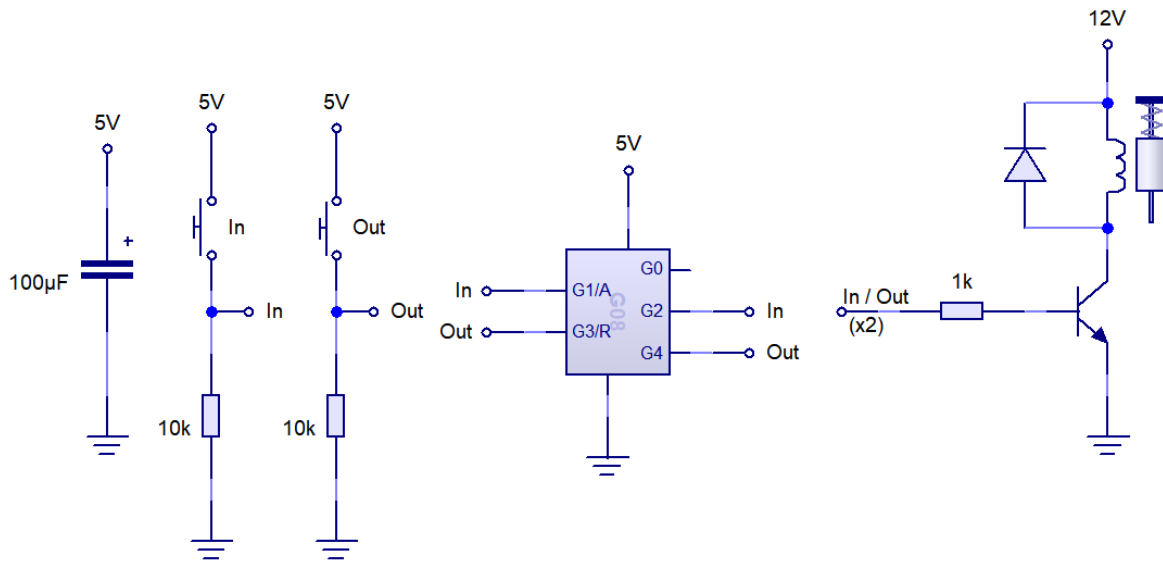 5V
+
100µF
5V
In
In
10k
5V
Out
Out
10k
5V
In
Out
G1/A
G3/R
G08
G0
G2
G4
In
Out
In / Out
(x2)
1k
12V